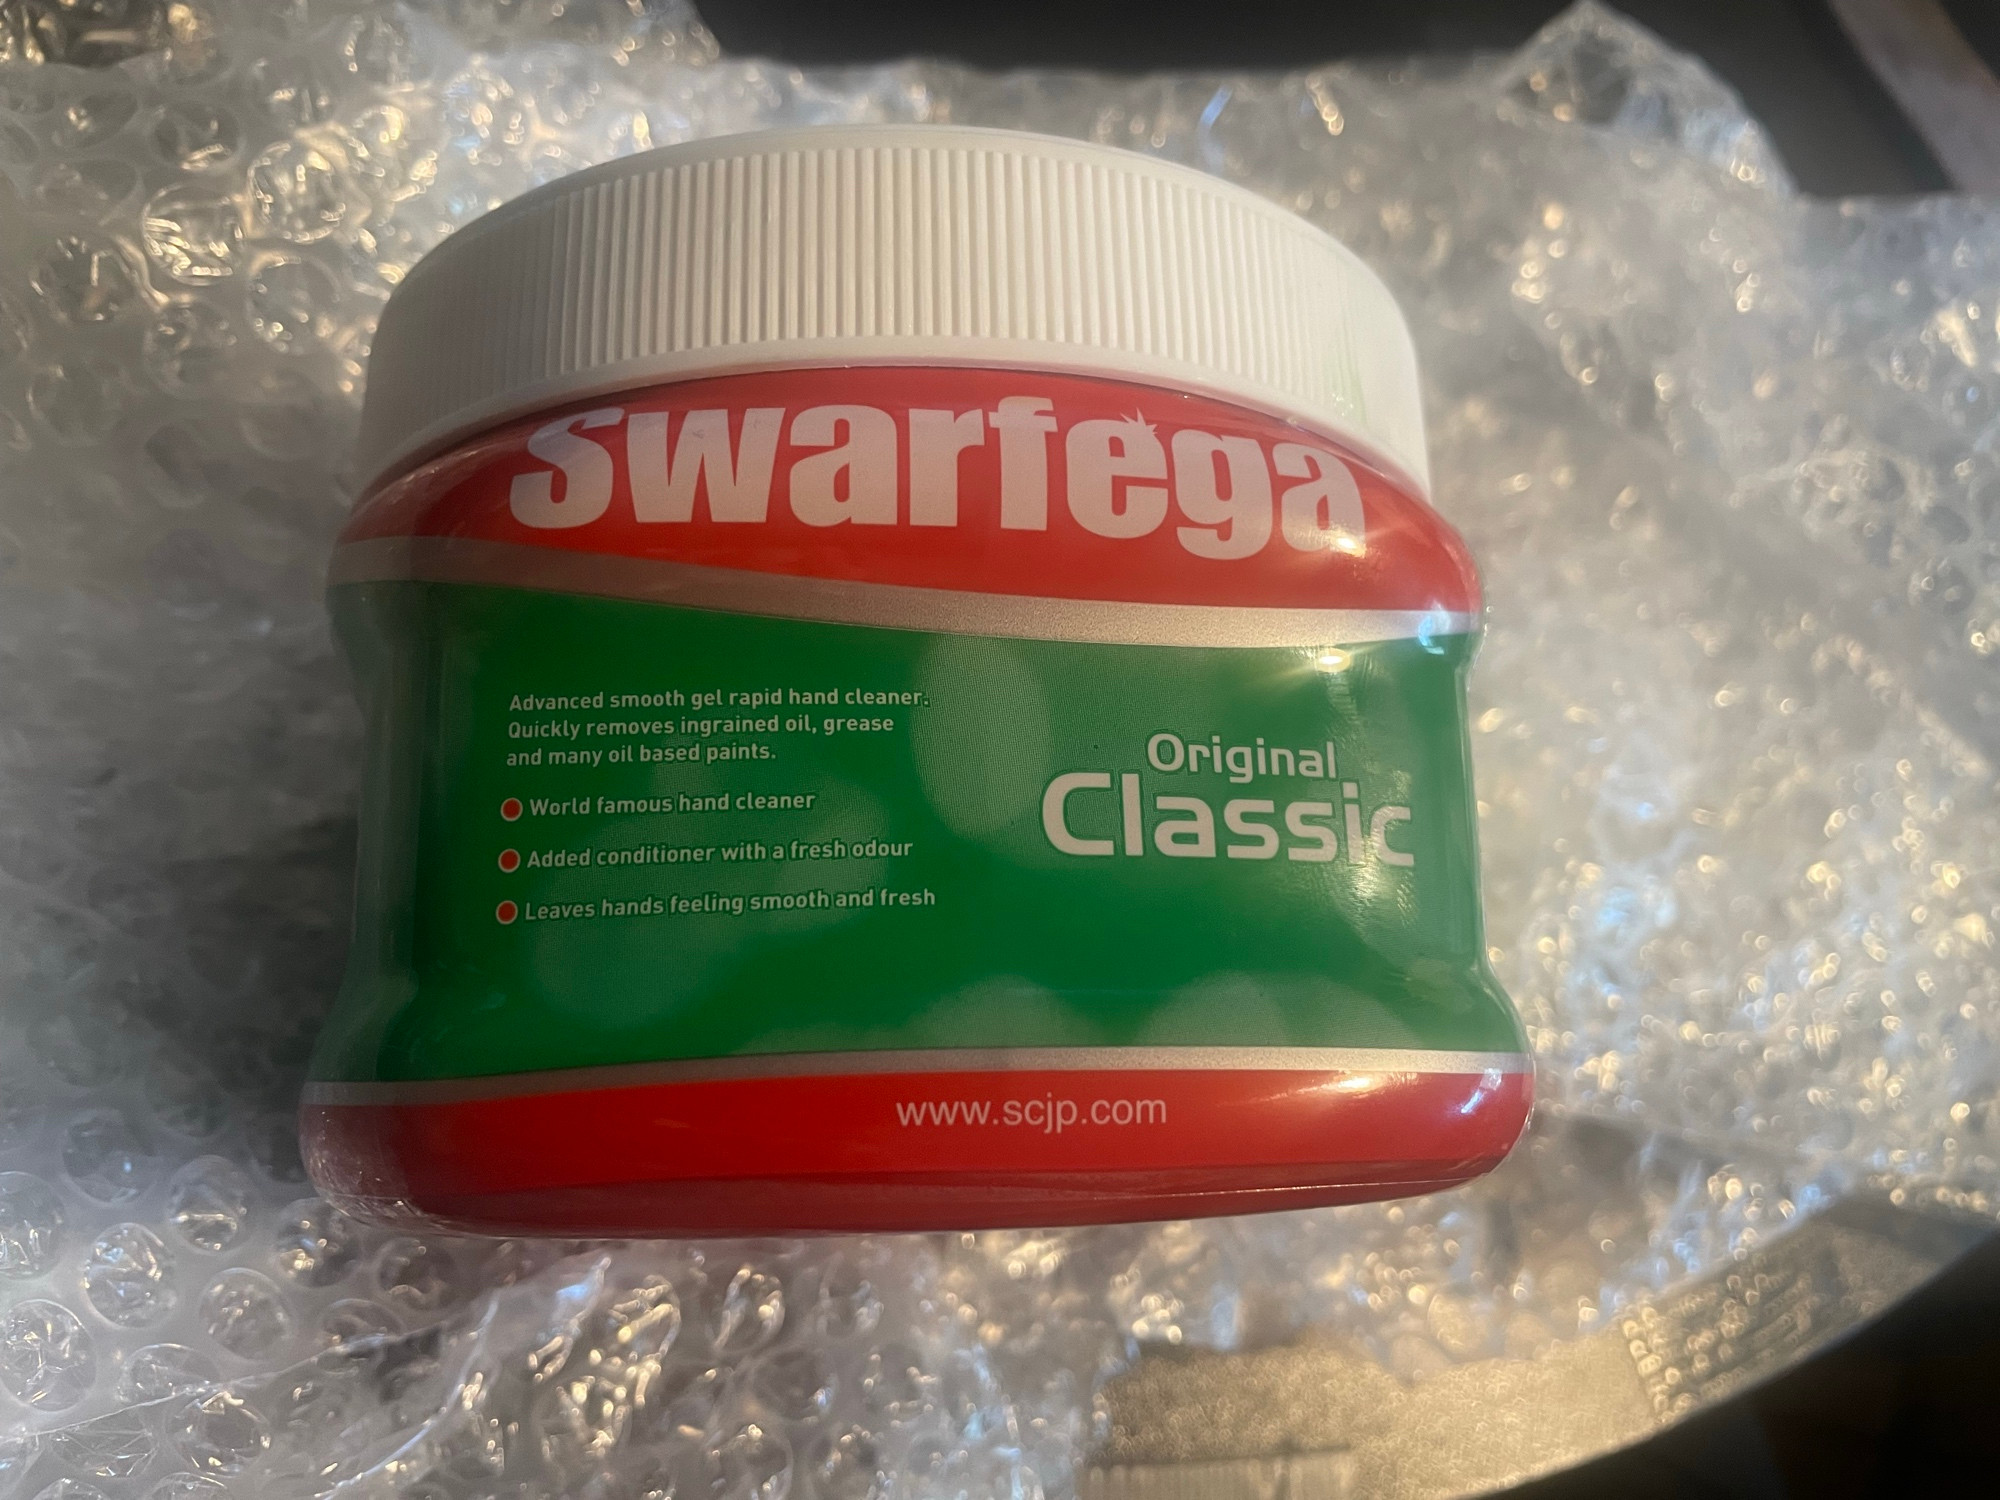 Swarfega
Advanced smooth gel rapid hand cleaner.
Quickly removes ingrained oil, grease
and many oil based paints.
World famous hand cleaner
Added conditioner with a fresh odour
Leaves hands feeling smooth and fresh
Original
Classic
www.scjp.com